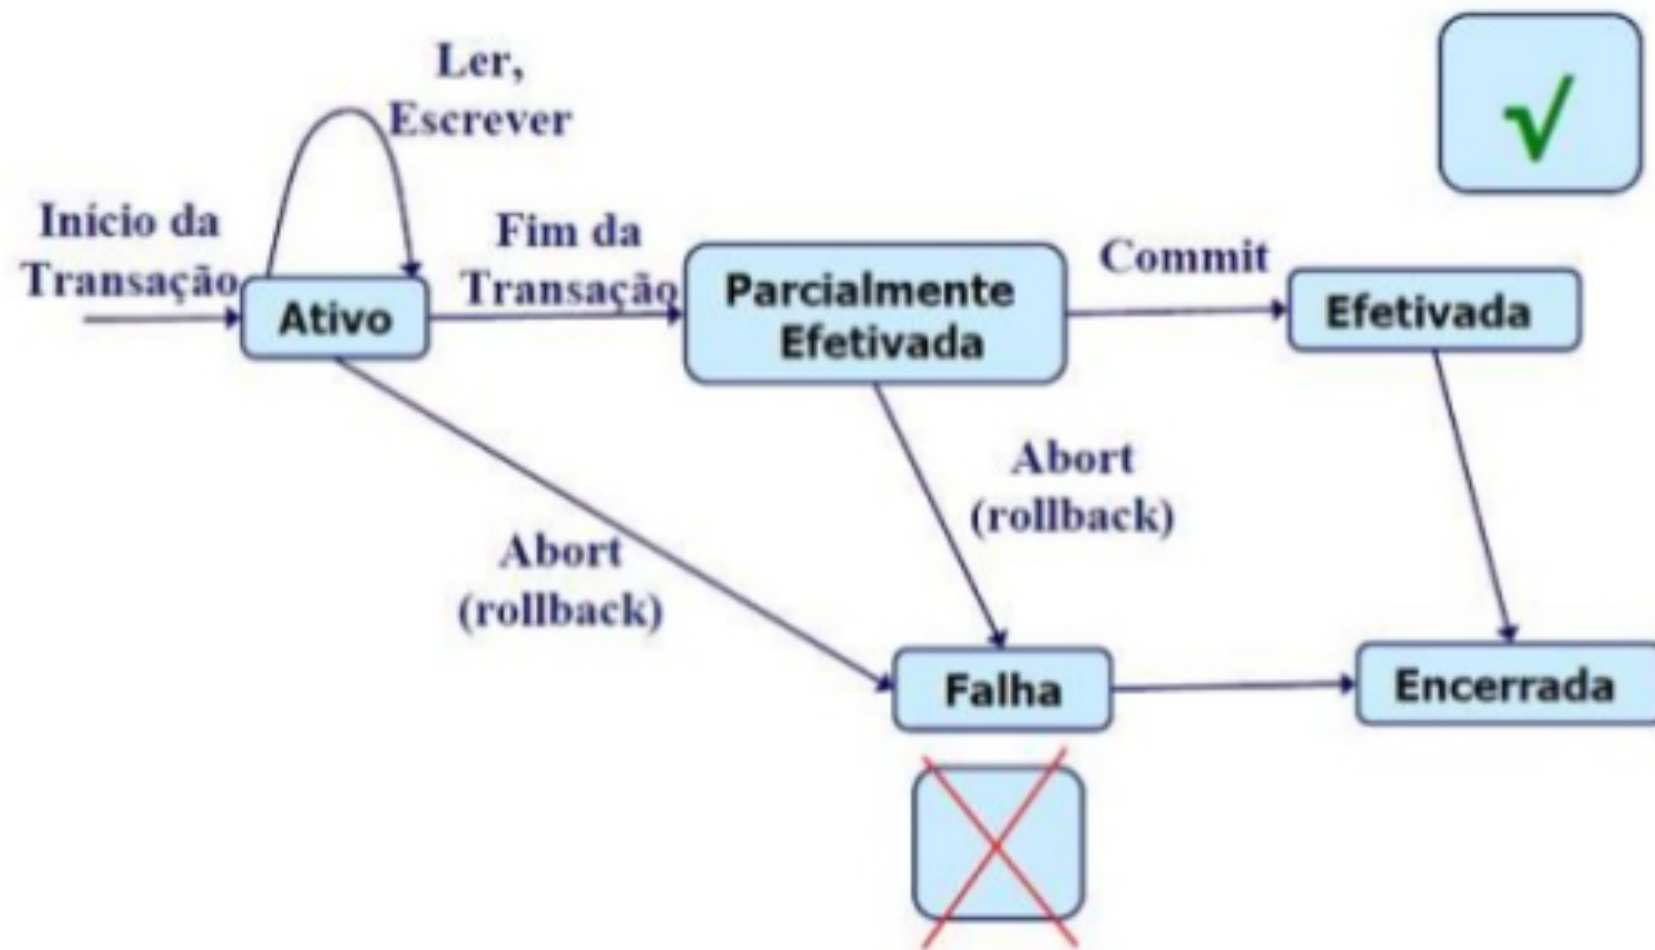 Ler,
Escrever
Início da
Transação
Ativo
Fim da
Transação
Parcialmente
Efetivada
Commit
Efetivada
Abort
(rollback)
Abort
(rollback)
Falha
Encerrada
√